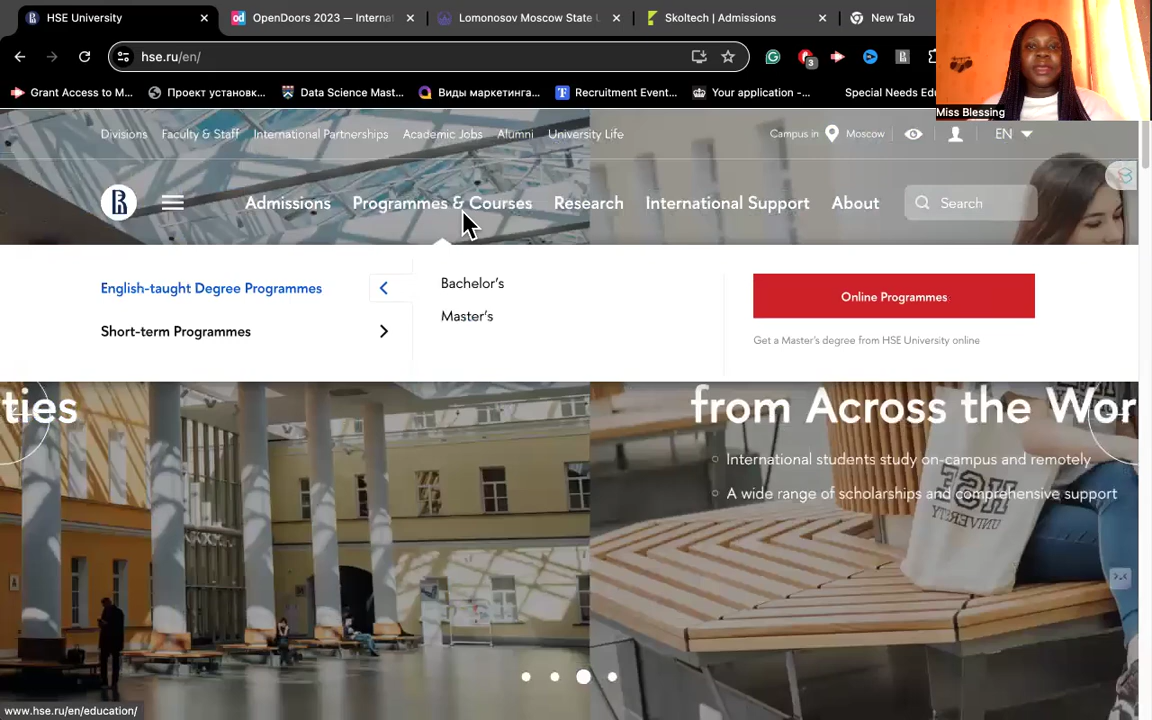 HSE University
OpenDoors 2023 — Interna
Lomonosov Moscow State U
Skoltech | Admissions
New Tab
hse.ru/en/
3
Grant Access to M...
Проект установк...
Data Science Mast...
Виды маркетинга...
Recruitment Event...
Your application -...
Special Needs Edu
Miss Blessing
Divisions
Faculty & Staff
International Partnerships
Academic Jobs
Alumni
University Life
Campus in
Moscow
EN
Admissions
Programmes & Courses
Research
International Support
About
Search
English-taught Degree Programmes
Short-term Programmes
Bachelor's
Master's
Online Programmes
Get a Master's degree from HSE University online
ties
from Across the Wor
International students study on-campus and remotely
A wide range of scholarships and comprehensive support
HSE
UNIVERSITY
www.hse.ru/en/education/